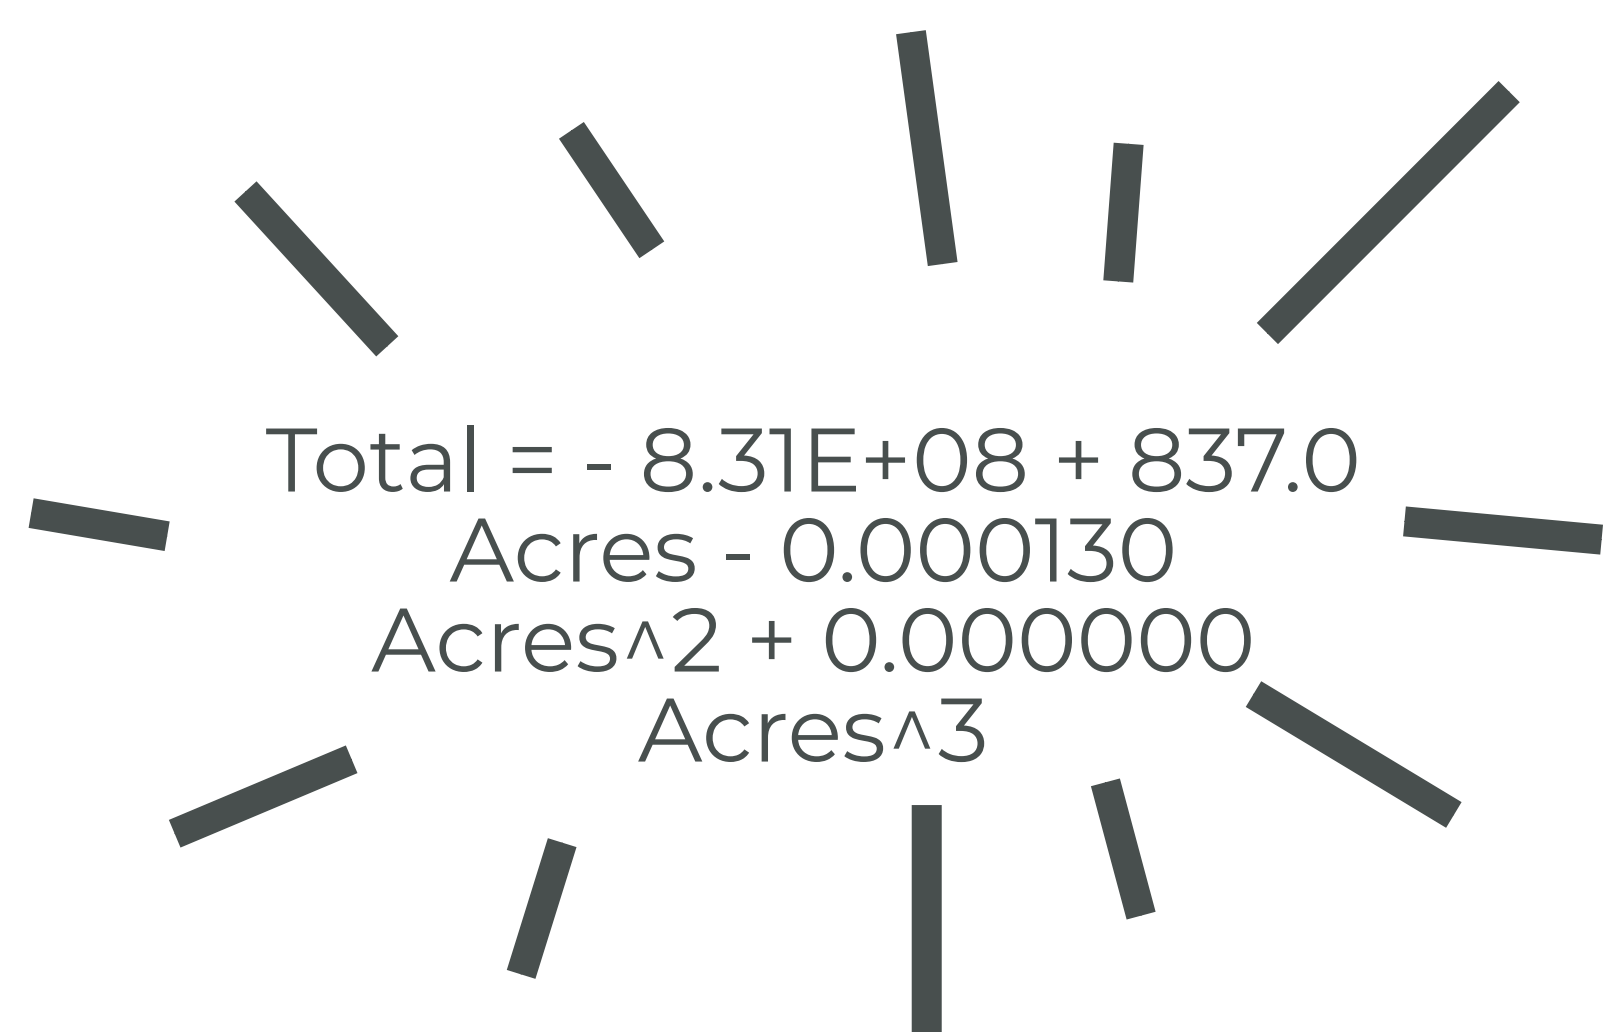 Total = - 8.31E+08 + 837.0
Acres - 0.000130
Acres^2 + 0.000000
Acres^3